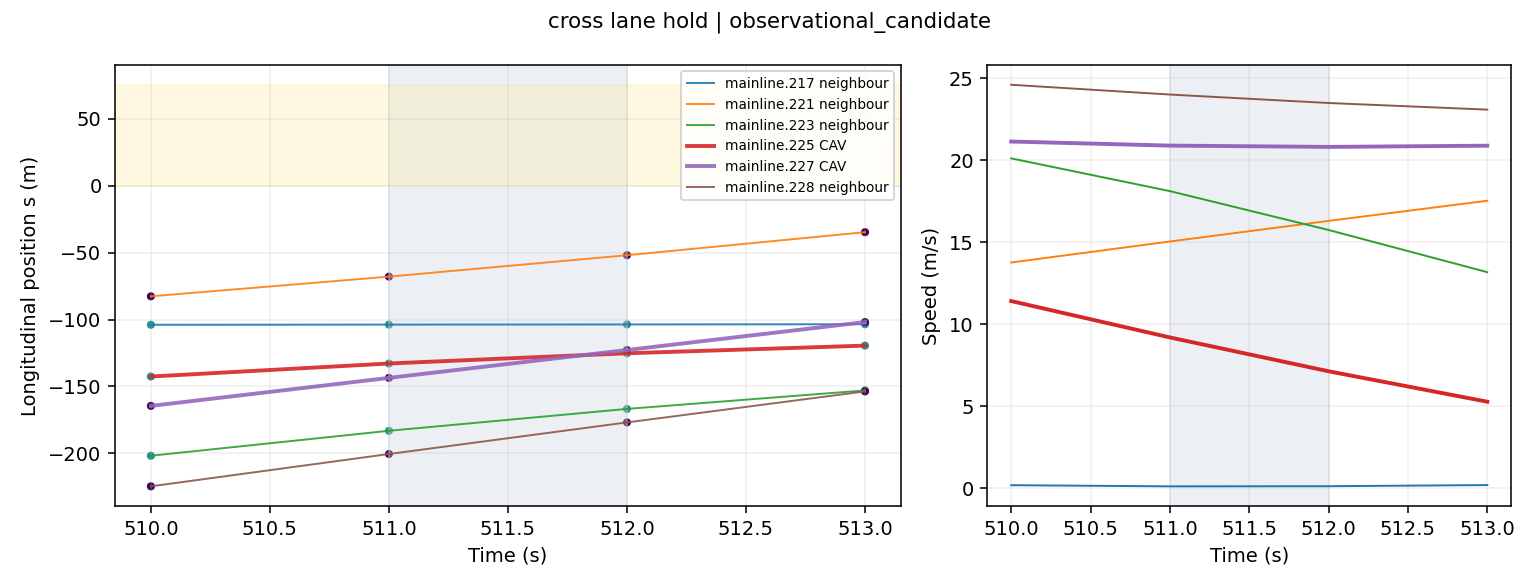 cross lane hold | observational_candidate
Longitudinal position s (m)
50
0
−50
−100
−150
−200
mainline.217 neighbour
mainline.221 neighbour
mainline.223 neighbour
mainline.225 CAV
mainline.227 CAV
mainline.228 neighbour
510.0 510.5 511.0 511.5 512.0 512.5 513.0
Time (s)
Speed (m/s)
25
20
15
10
5
0
510.0 510.5 511.0 511.5 512.0 512.5 513.0
Time (s)